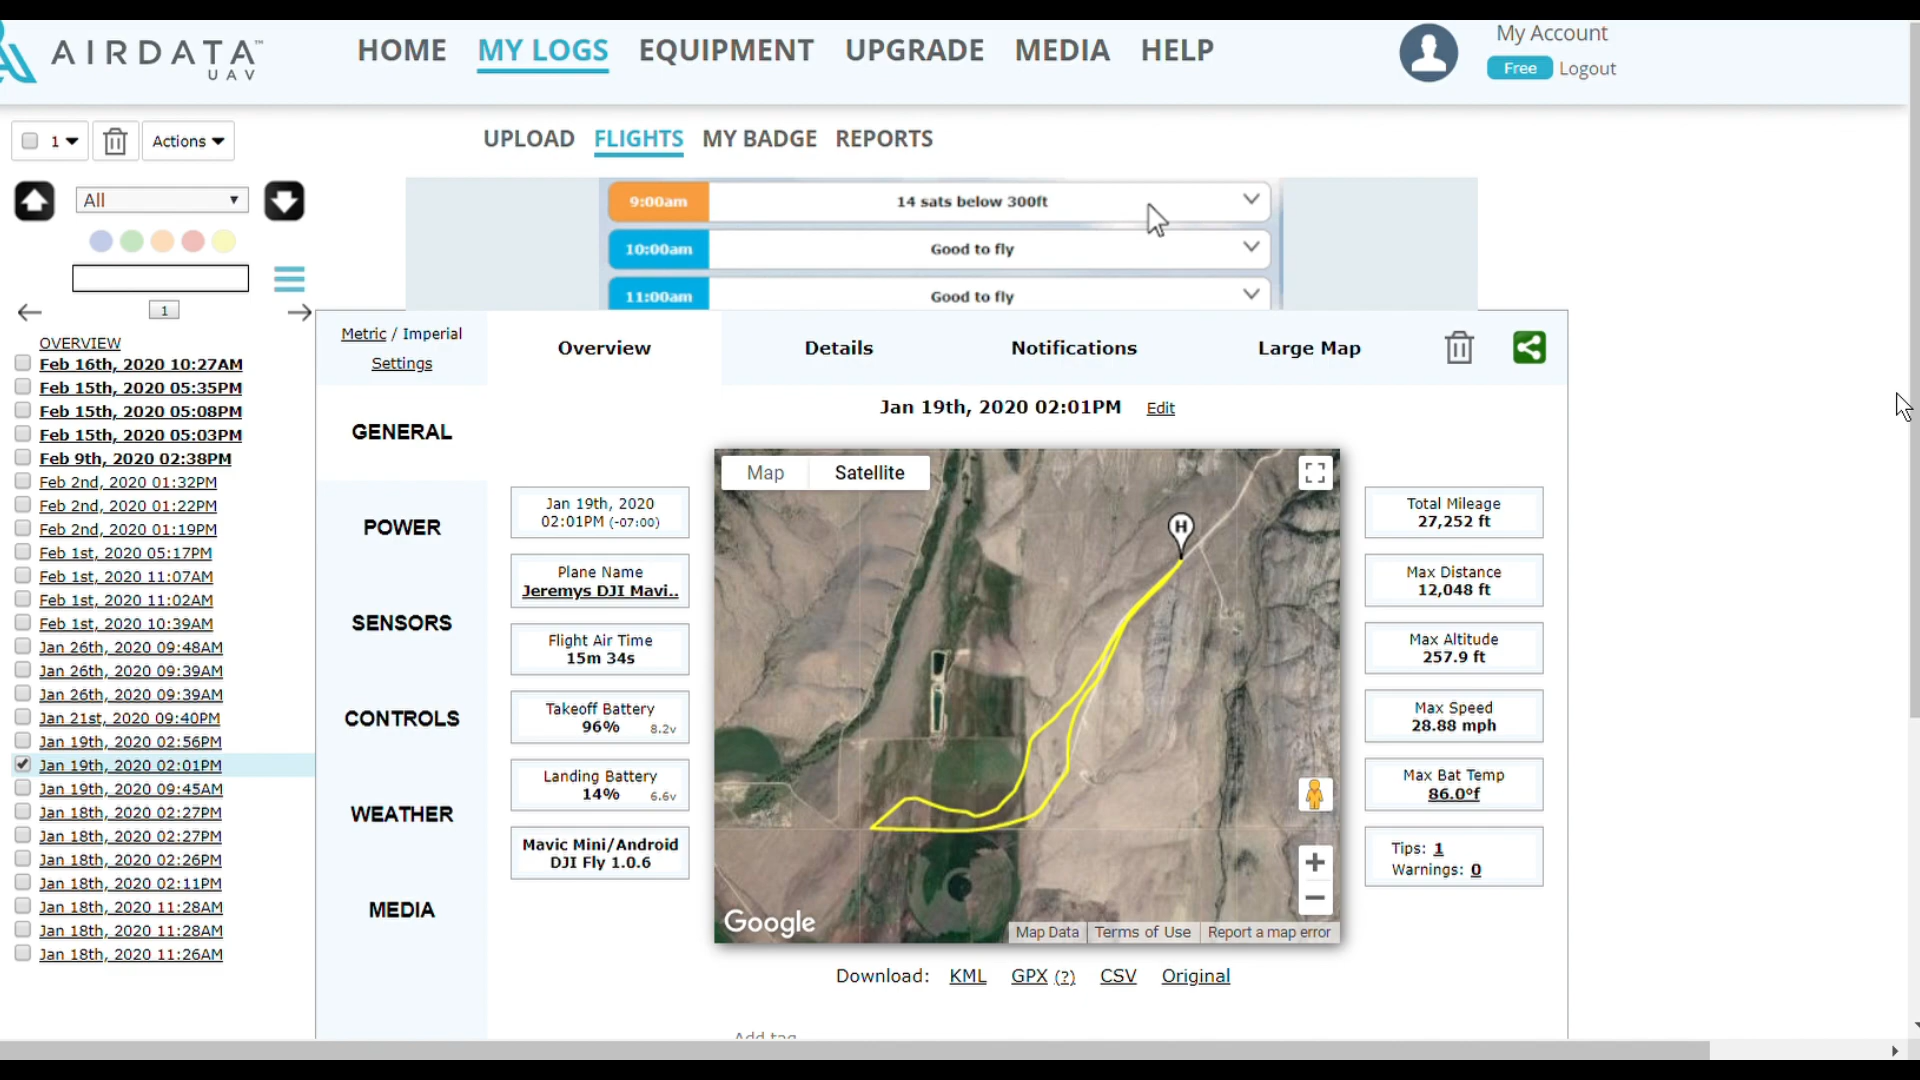 AIRDATA™
UAV
HOME
MY LOGS
EQUIPMENT
UPGRADE
MEDIA
HELP
My Account
Free
Logout
1
Actions
UPLOAD
FLIGHTS
MY BADGE
REPORTS
All
9:00am
14 sats below 300ft
10:00am
Good to fly
11:00am
Good to fly
1
OVERVIEW
Feb 16th, 2020 10:27AM
Feb 15th, 2020 05:35PM
Feb 15th, 2020 05:08PM
Feb 15th, 2020 05:03PM
Feb 9th, 2020 02:38PM
Feb 2nd, 2020 01:32PM
Feb 2nd, 2020 01:22PM
Feb 2nd, 2020 01:19PM
Feb 1st, 2020 05:17PM
Feb 1st, 2020 11:07AM
Feb 1st, 2020 11:02AM
Feb 1st, 2020 10:39AM
Jan 26th, 2020 09:48AM
Jan 26th, 2020 09:39AM
Jan 26th, 2020 09:39AM
Jan 21st, 2020 09:40PM
Jan 19th, 2020 02:56PM
Jan 19th, 2020 02:01PM
Jan 19th, 2020 09:45AM
Jan 18th, 2020 02:27PM
Jan 18th, 2020 02:27PM
Jan 18th, 2020 02:26PM
Jan 18th, 2020 02:11PM
Jan 18th, 2020 11:28AM
Jan 18th, 2020 11:28AM
Jan 18th, 2020 11:26AM
Metric / Imperial
Settings
Overview
Details
Notifications
Large Map
GENERAL
POWER
SENSORS
CONTROLS
WEATHER
MEDIA
Jan 19th, 2020 02:01PM
Edit
Jan 19th, 2020
02:01PM (-07:00)
Plane Name
Jeremys DJI Mavi..
Flight Air Time
15m 34s
Takeoff Battery
96% 8.2v
Landing Battery
14% 6.6v
Mavic Mini/Android
DJI Fly 1.0.6
Map
Satellite
H
Google
Map Data
Terms of Use
Report a map error
Total Mileage
27,252 ft
Max Distance
12,048 ft
Max Altitude
257.9 ft
Max Speed
28.88 mph
Max Bat Temp
86.0°f
Tips: 1
Warnings: 0
Download: KML GPX (?) CSV Original
Add tag